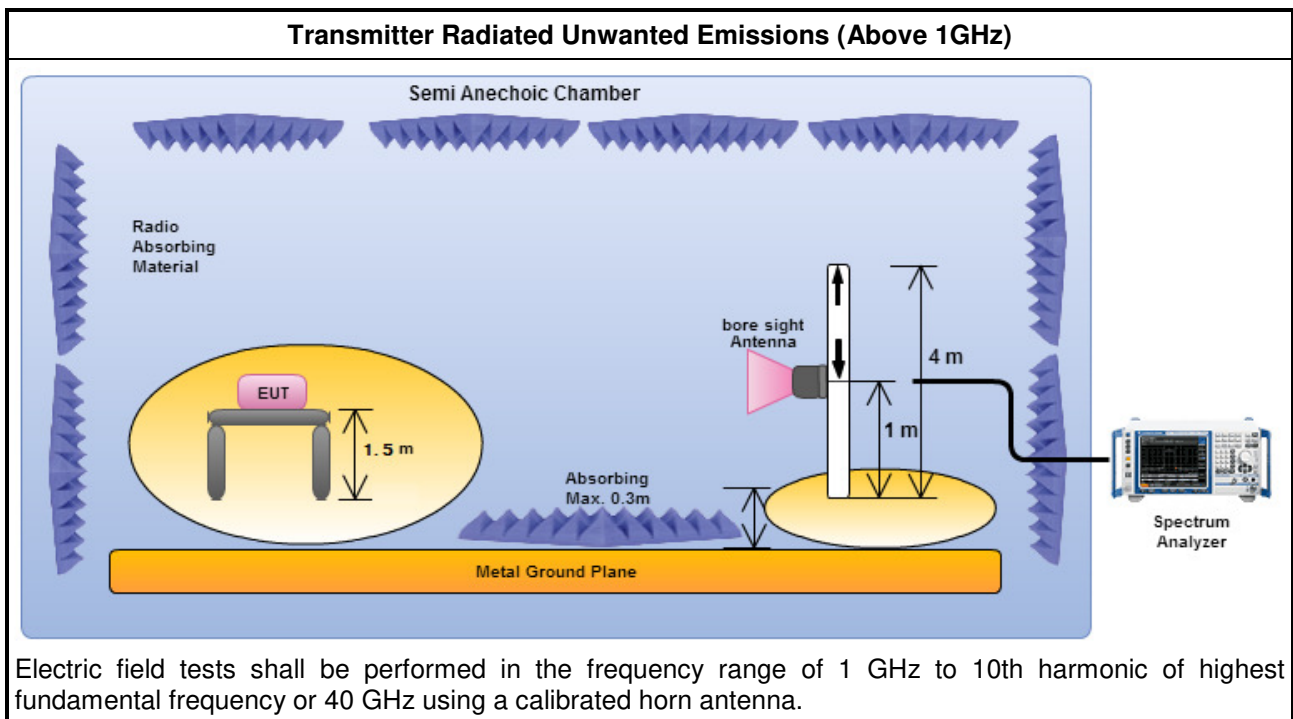 Transmitter Radiated Unwanted Emissions (Above 1GHz)
Semi Anechoic Chamber
Radio
Absorbing
Material
bore sight
Antenna
4 m
EUT
1.5 m
1 m
Absorbing
Max. 0.3m
Spectrum
Analyzer
Metal Ground Plane
Electric field tests shall be performed in the frequency range of 1 GHz to 10th harmonic of highest
fundamental frequency or 40 GHz using a calibrated horn antenna.